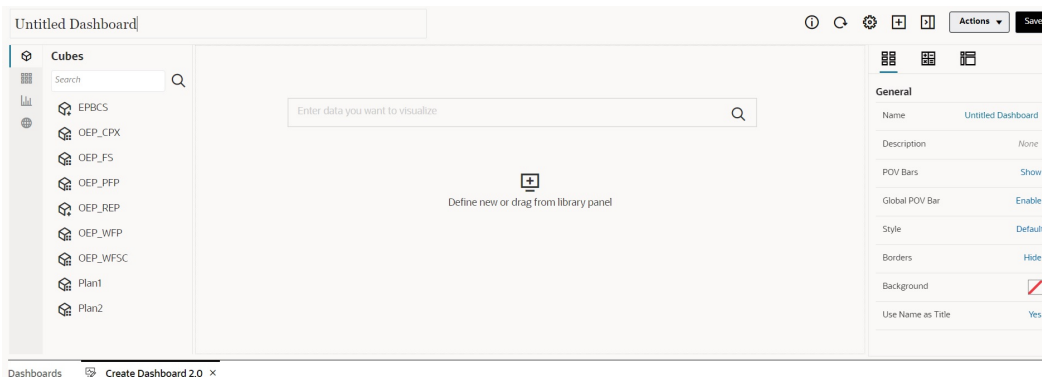 Untitled Dashboard
Actions
Save
Cubes
Search
EPBCS
OEP_CPX
OEP_FS
OEP_PFP
OEP_REP
OEP_WFP
OEP_WFSC
Plan1
Plan2
Enter data you want to visualize
Define new or drag from library panel
General
Name Untitled Dashboard
Description None
POV Bars Show
Global POV Bar Enable
Style Default
Borders Hide
Background
Use Name as Title Yes
Dashboards Create Dashboard 2.0 ×